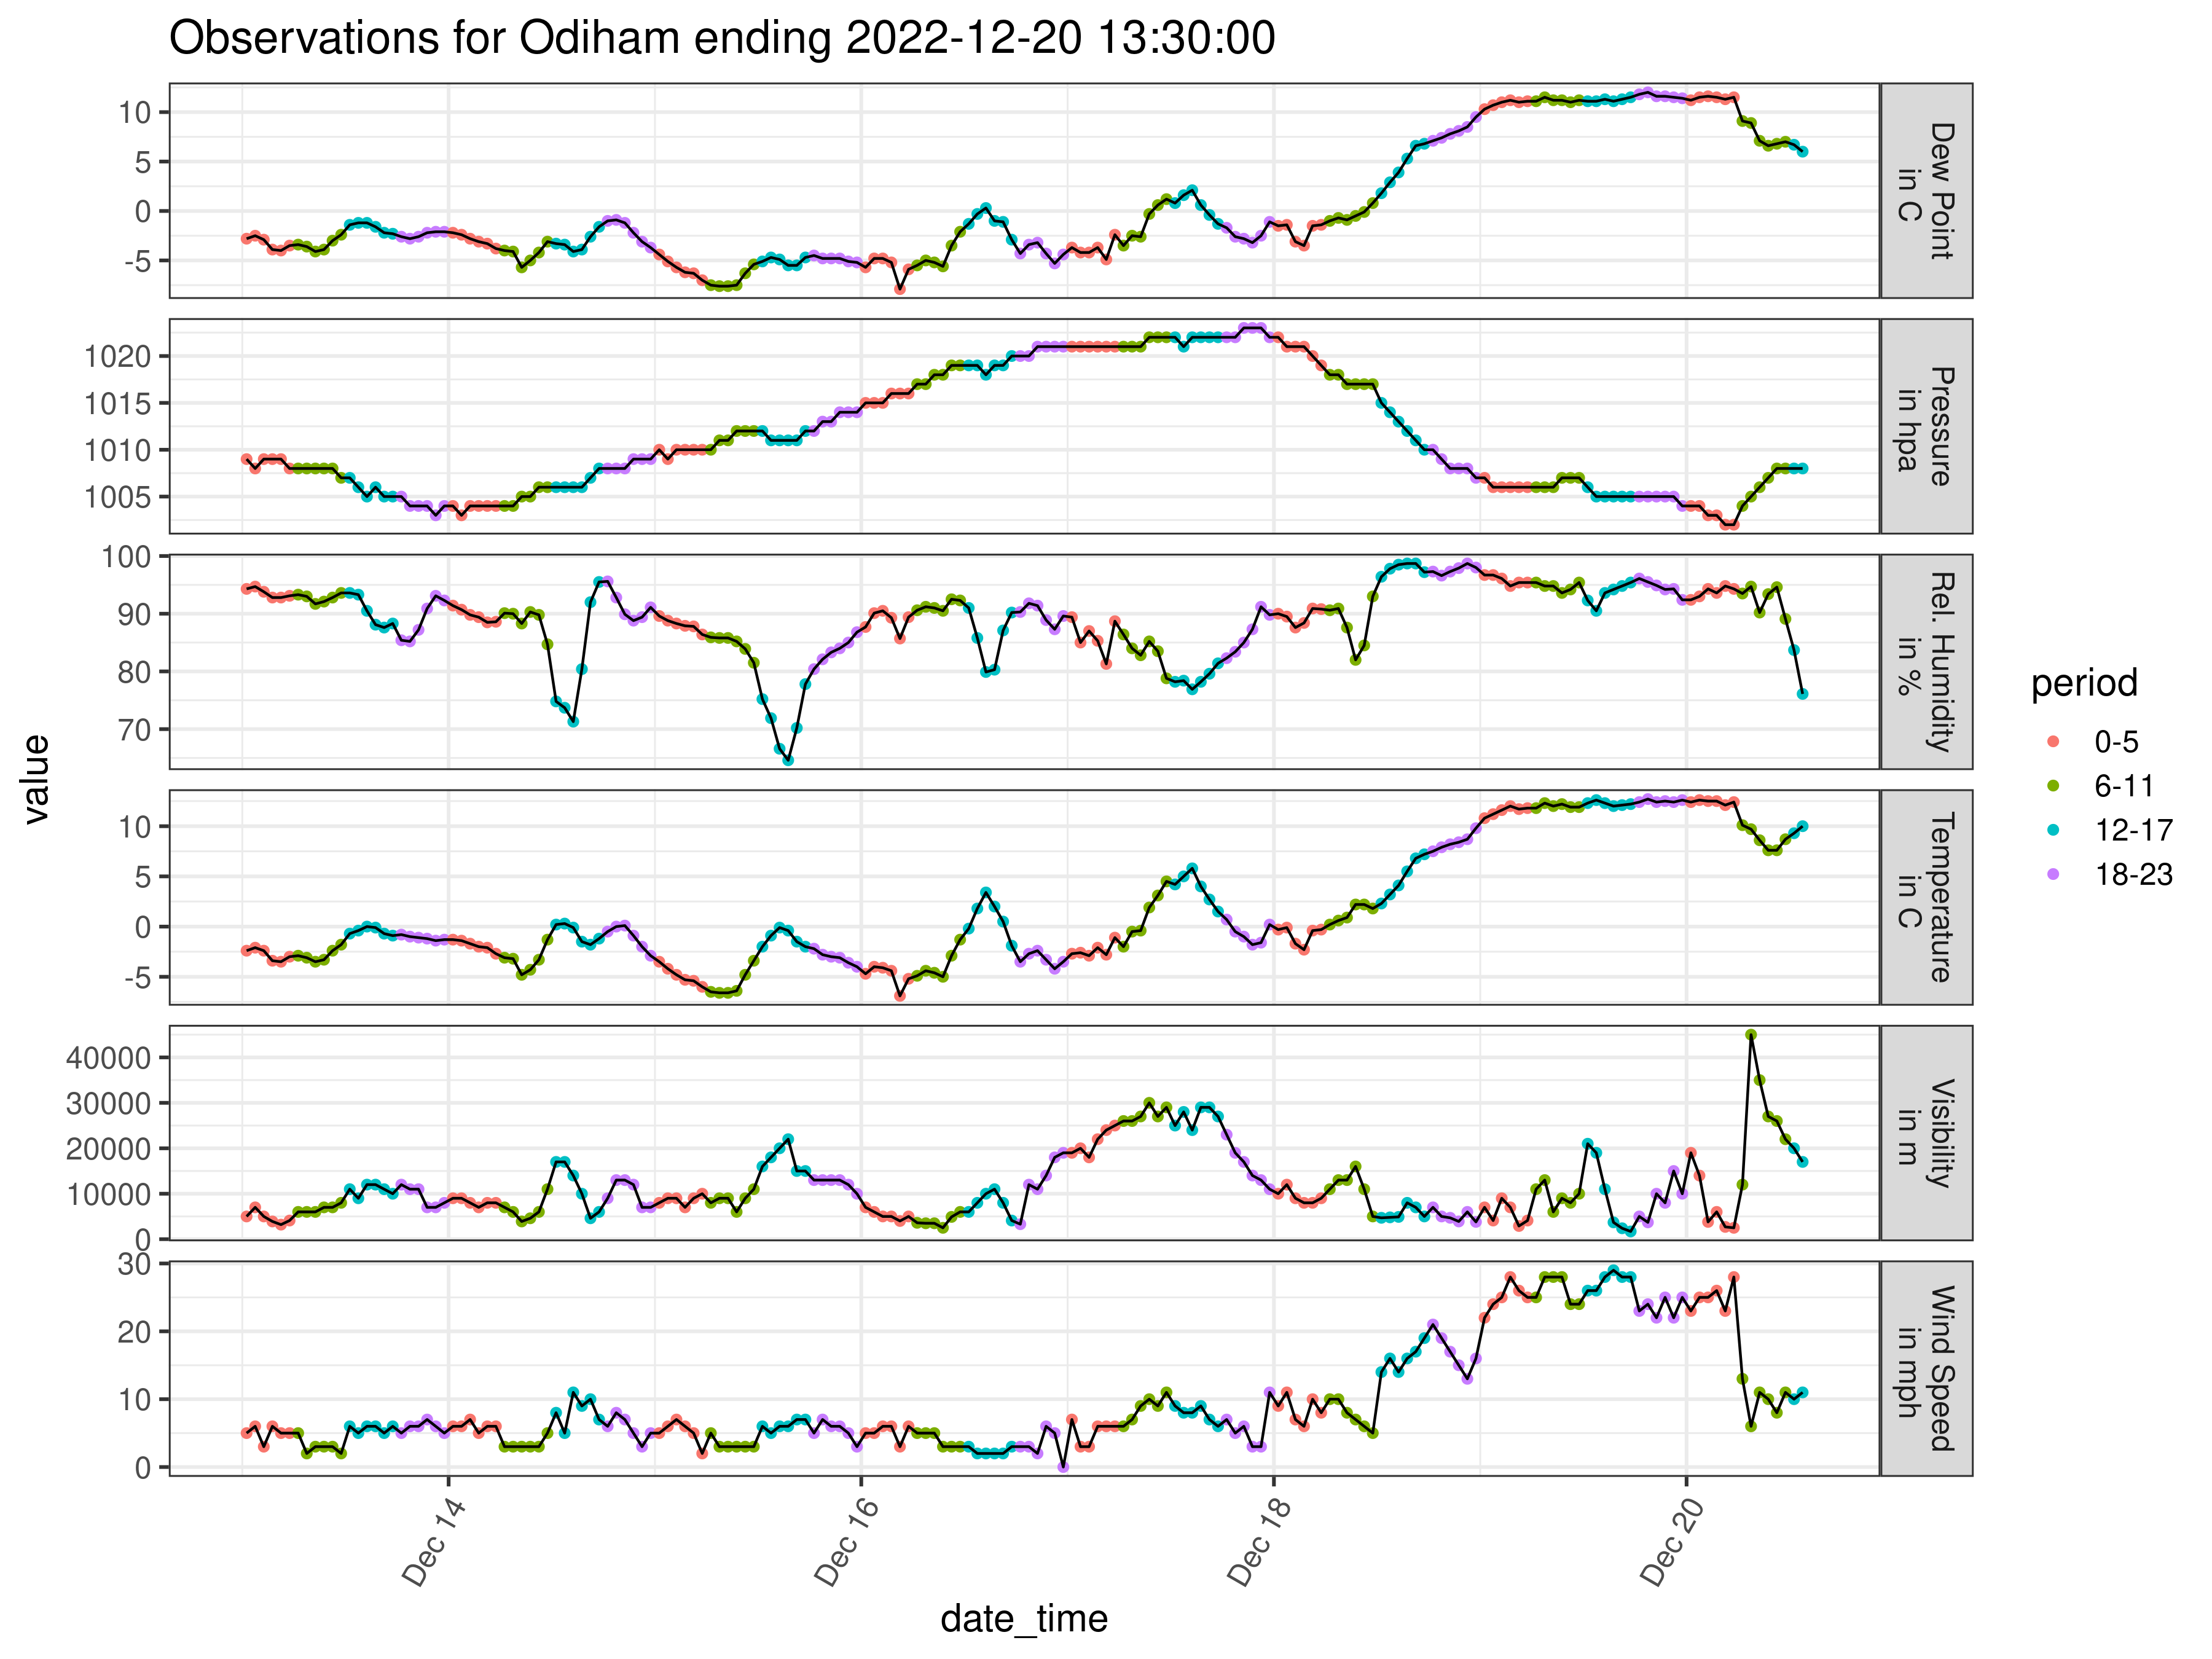 Observations for Odiham ending 2022-12-20 13:30:00
value
10
5
0
-5
Dew Point
in C
1020
1015
1010
1005
Pressure
in hpa
100
90
80
70
Rel. Humidity
in %
10
5
0
-5
Temperature
in C
40000
30000
20000
10000
0
Visibility
in m
30
20
10
0
Wind Speed
in mph
Dec 14
Dec 16
Dec 18
Dec 20
date_time
period
0-5
6-11
12-17
18-23